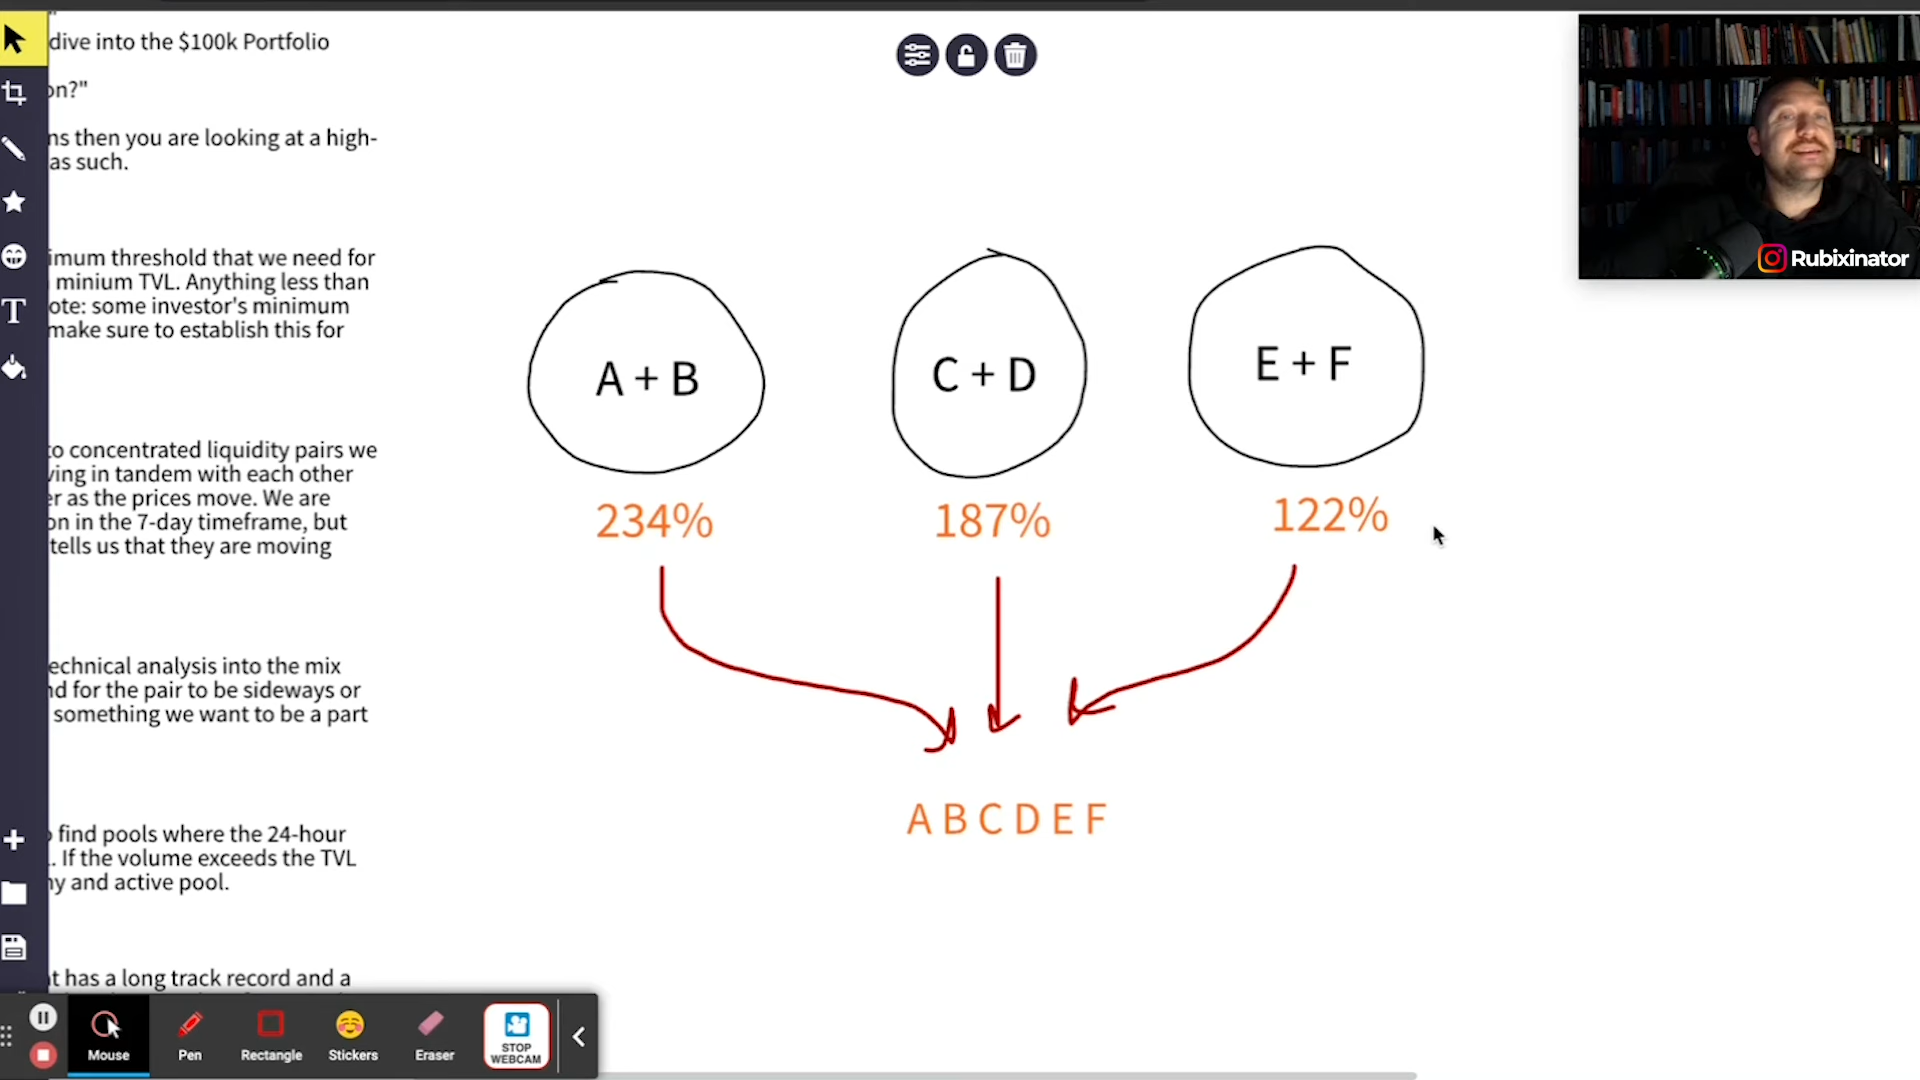 dive into the $100k Portfolio
on?"
ns then you are looking at a high-
as such.
imum threshold that we need for
minium TVL. Anything less than
ote: some investor's minimum
make sure to establish this for
to concentrated liquidity pairs we
ving in tandem with each other
er as the prices move. We are
on in the 7-day timeframe, but
tells us that they are moving
echnical analysis into the mix
nd for the pair to be sideways or
something we want to be a part
find pools where the 24-hour
. If the volume exceeds the TVL
hy and active pool.
t has a long track record and a
A + B
C + D
E + F
234%
187%
122%
A B C D E F
Rubixinator
T
Mouse
Pen
Rectangle
Stickers
Eraser
STOP
WEBCAM